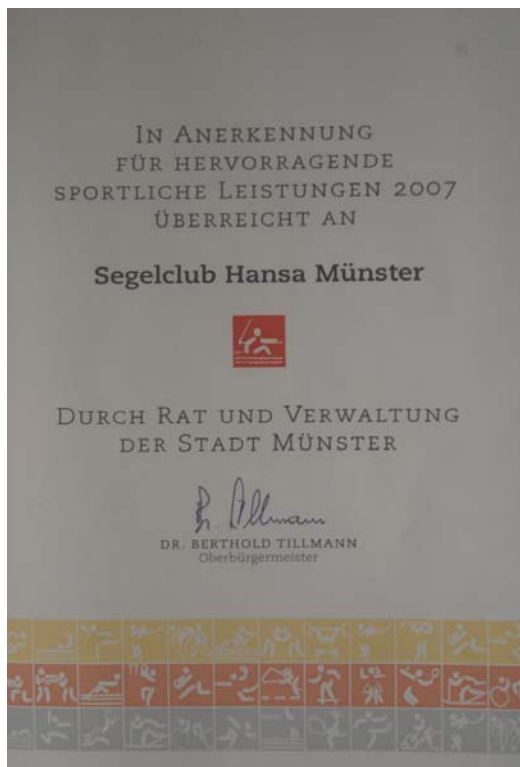 IN ANERKENNUNG
FÜR HERVORRAGENDE
SPORTLICHE LEISTUNGEN 2007
ÜBERREICHT AN
Segelclub Hansa Münster
DURCH RAT UND VERWALTUNG
DER STADT MÜNSTER
B. Tillmann
DR. BERTHOLD TILLMANN
Oberbürgermeister